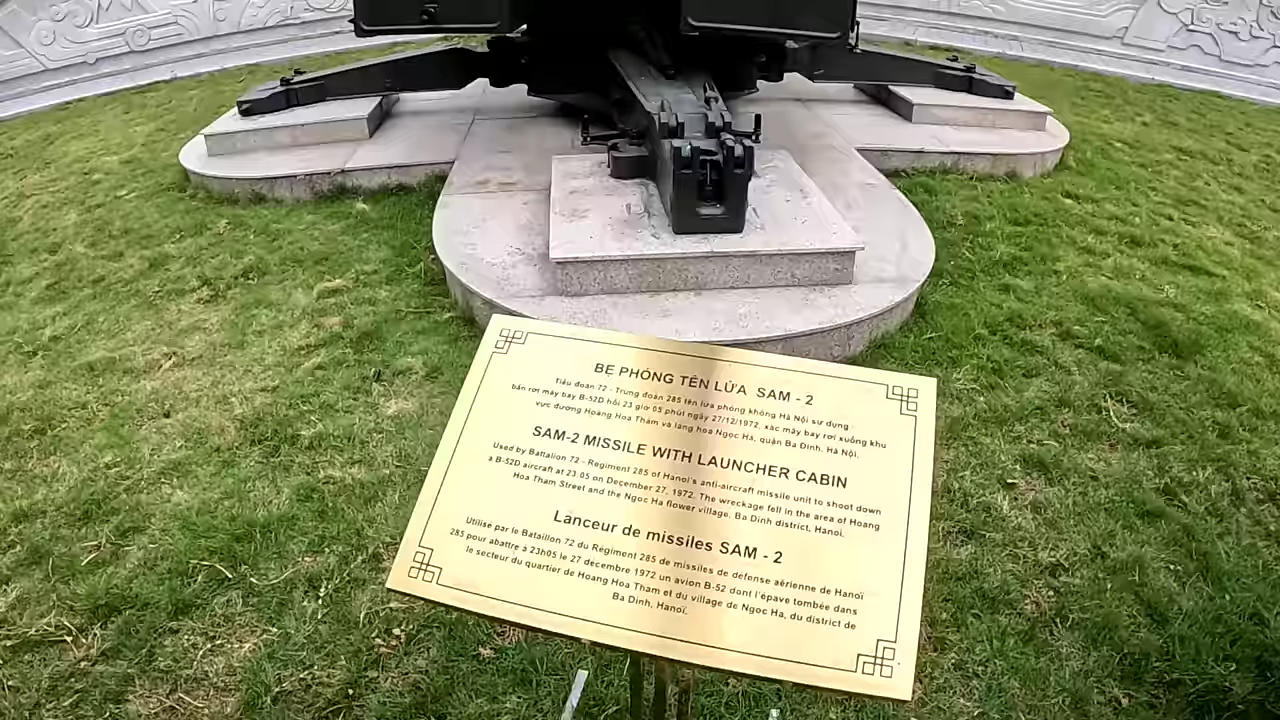 BỆ PHÓNG TÊN LỬA SAM - 2
Tiểu đoàn 72 - Trung đoàn 285 tên lửa phòng không Hà Nội sử dụng
bắn rơi máy bay B-52D hồi 23 giờ 05 phút ngày 27/12/1972, xác máy bay rơi xuống khu
vực đường Hoàng Hoa Thám và làng hoa Ngọc Hà, quận Ba Đình, Hà Nội.
SAM-2 MISSILE WITH LAUNCHER CABIN
Used by Battalion 72 - Regiment 285 of Hanoi's anti-aircraft missile unit to shoot down
a B-52D aircraft at 23.05 on December 27, 1972. The wreckage fell in the area of Hoang
Hoa Tham Street and the Ngoc Ha flower village, Ba Dinh district, Hanoi.
Lanceur de missiles SAM - 2
Utilise par le Bataillon 72 du Régiment 285 de missiles de defense aérienne de Hanoï
285 pour abattre à 23h05 le 27 décembre 1972 un avion B-52 dont l'épave tombée dans
le secteur du quartier de Hoang Hoa Tham et du village de Ngoc Ha, du district de
Ba Dinh, Hanoï.